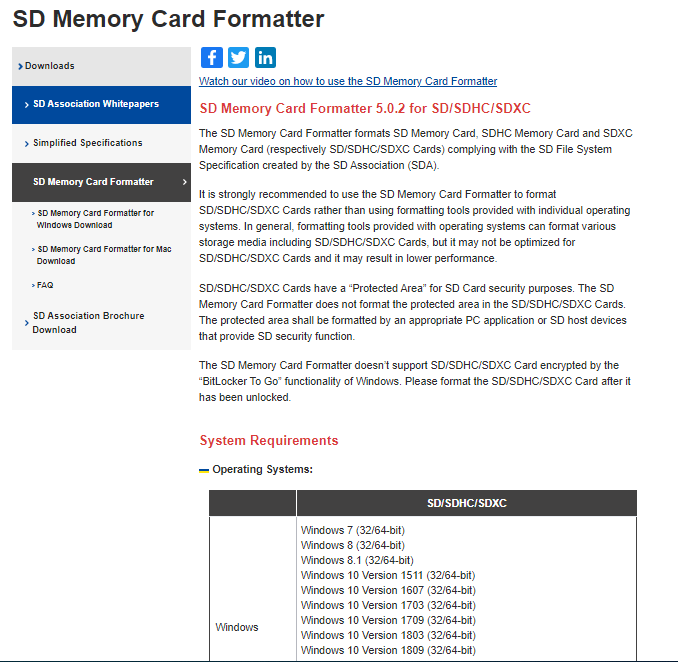 SD Memory Card Formatter
Downloads
SD Association Whitepapers
Simplified Specifications
SD Memory Card Formatter
SD Memory Card Formatter for
Windows Download
SD Memory Card Formatter for Mac
Download
FAQ
SD Association Brochure
Download
Watch our video on how to use the SD Memory Card Formatter
SD Memory Card Formatter 5.0.2 for SD/SDHC/SDXC
The SD Memory Card Formatter formats SD Memory Card, SDHC Memory Card and SDXC
Memory Card (respectively SD/SDHC/SDXC Cards) complying with the SD File System
Specification created by the SD Association (SDA).
It is strongly recommended to use the SD Memory Card Formatter to format
SD/SDHC/SDXC Cards rather than using formatting tools provided with individual operating
systems. In general, formatting tools provided with operating systems can format various
storage media including SD/SDHC/SDXC Cards, but it may not be optimized for
SD/SDHC/SDXC Cards and it may result in lower performance.
SD/SDHC/SDXC Cards have a “Protected Area” for SD Card security purposes. The SD
Memory Card Formatter does not format the protected area in the SD/SDHC/SDXC Cards.
The protected area shall be formatted by an appropriate PC application or SD host devices
that provide SD security function.
The SD Memory Card Formatter doesn’t support SD/SDHC/SDXC Card encrypted by the
“BitLocker To Go” functionality of Windows. Please format the SD/SDHC/SDXC Card after it
has been unlocked.
System Requirements
Operating Systems:
SD/SDHC/SDXC
Windows
Windows 7 (32/64-bit)
Windows 8 (32/64-bit)
Windows 8.1 (32/64-bit)
Windows 10 Version 1511 (32/64-bit)
Windows 10 Version 1607 (32/64-bit)
Windows 10 Version 1703 (32/64-bit)
Windows 10 Version 1709 (32/64-bit)
Windows 10 Version 1803 (32/64-bit)
Windows 10 Version 1809 (32/64-bit)